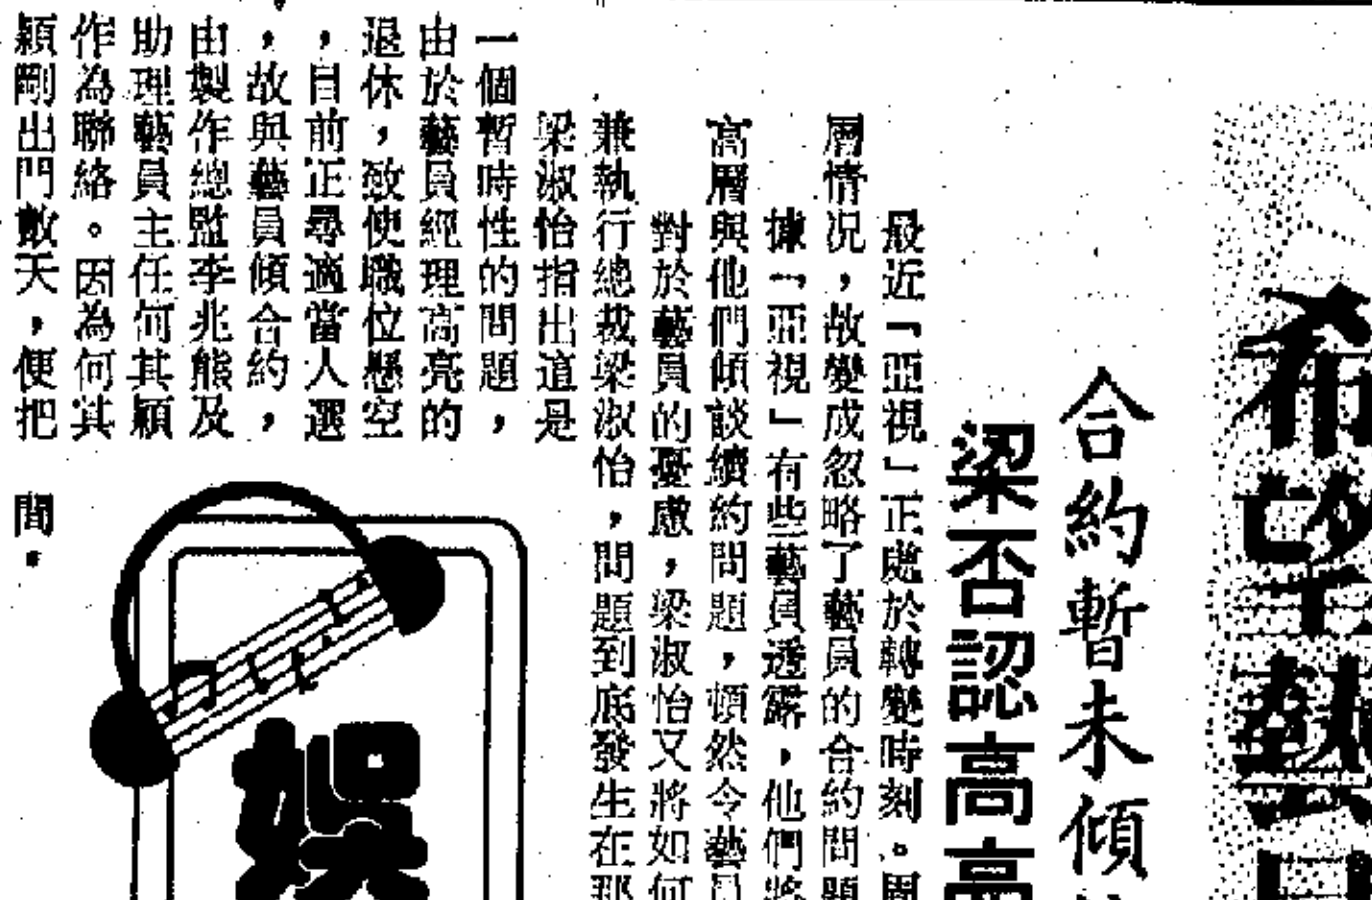 希望藝員
合約暫未傾
梁否認高高
最近「亞視」正處於轉變時刻。周
層情况，故變成忽略了藝員的合約問題
據「亞視」有些藝員透露，他們將
高層與他們傾談續約問題，頓然令藝員
對於藝員的憂慮，梁淑怡又將如何
兼執行總裁梁淑怡，問題到底發生在那
梁淑怡指出這是
一個暫時性的問題，
由於藝員經理高亮的
退休，致使職位懸空
，目前正尋適當人選
，故與藝員傾合約，
由製作總監李兆熊及
助理藝員主任何其穎
作為聯絡。因為何其
穎剛出門數天，便把
間，
娛